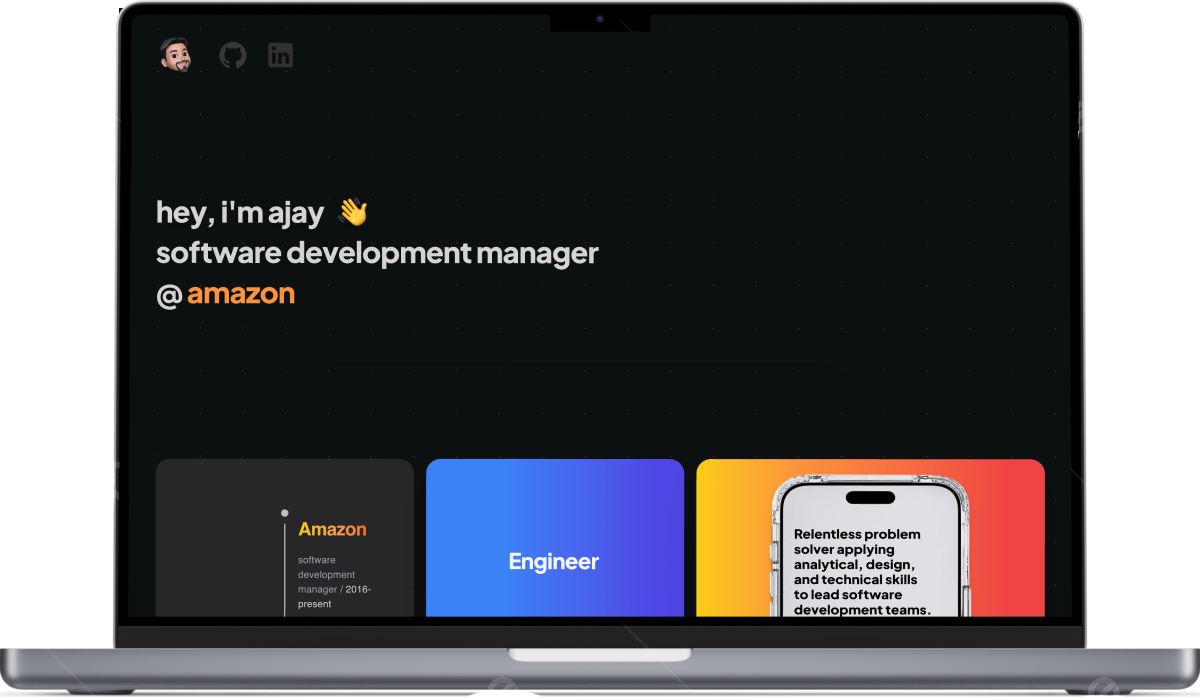 in
hey, i'm ajay 👋
software development manager
@ amazon
Amazon
software
development
manager / 2016-
present
Engineer
Relentless problem
solver applying
analytical, design,
and technical skills
to lead software
development teams.